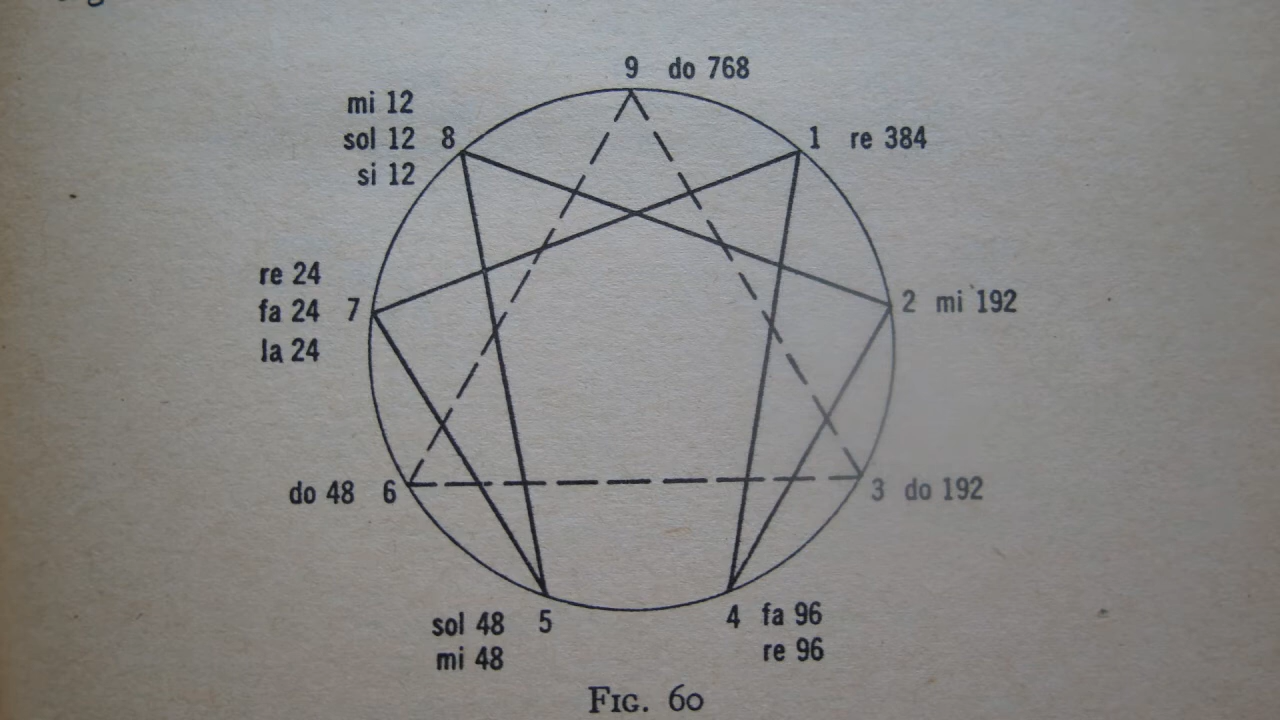 9 do 768
mi 12
sol 12 8
si 12
1 re 384
re 24
fa 24 7
la 24
2 mi 192
do 48 6
3 do 192
sol 48 5
mi 48
4 fa 96
re 96
Fig. 60